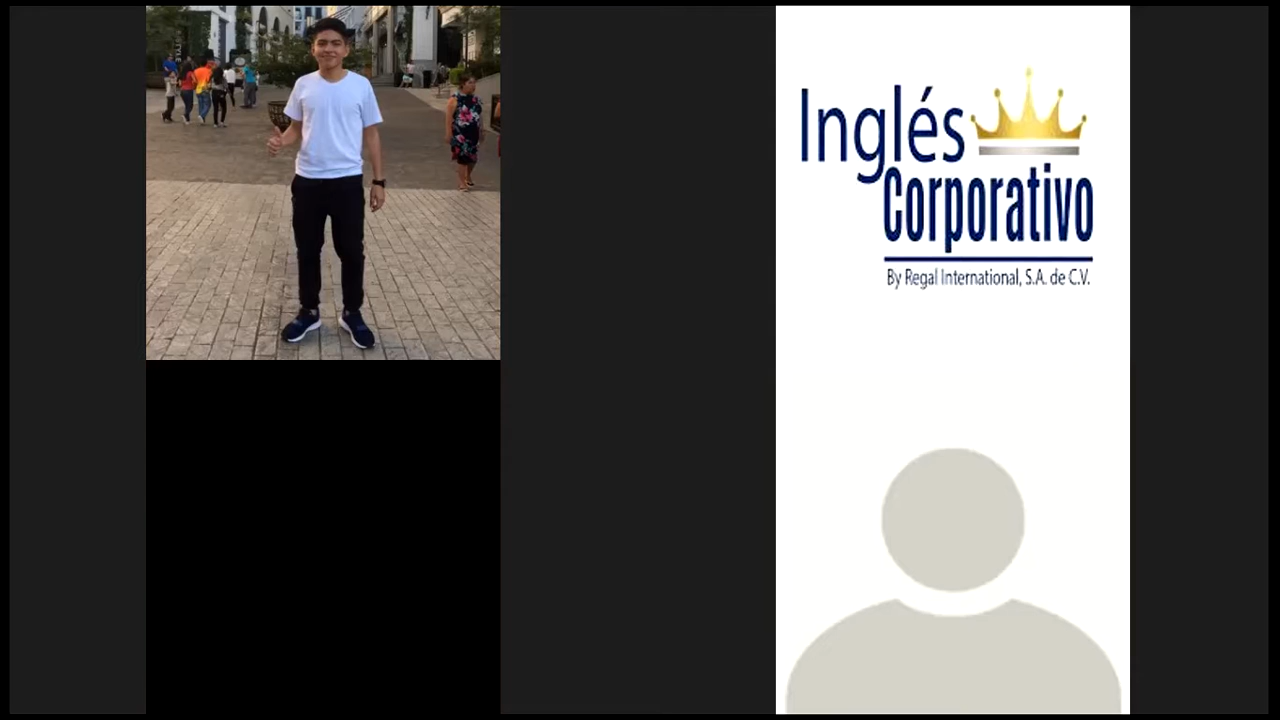 Inglés
Corporativo
By Regal International, S.A. de C.V.